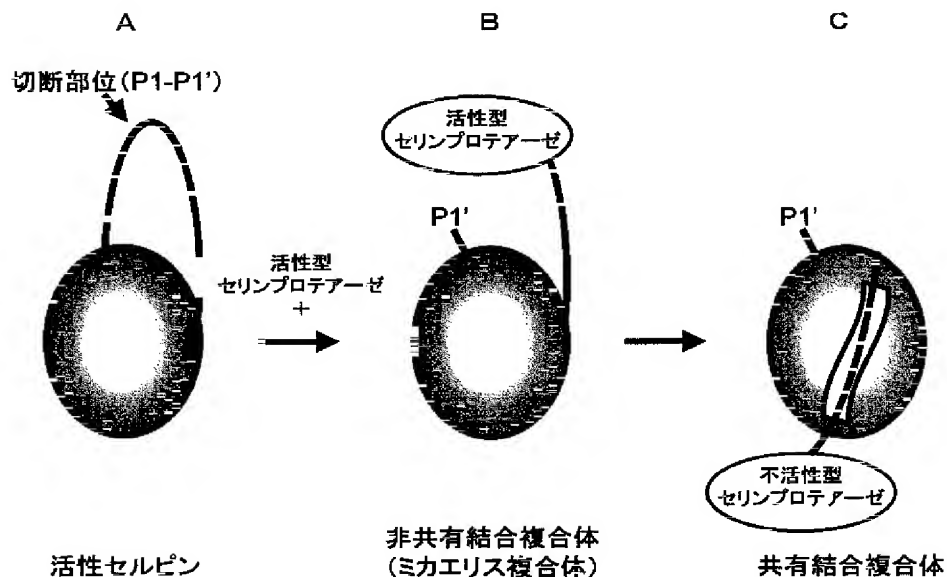 A
B
C
切断部位(P1-P1')
活性型
セリンプロテアーゼ
P1'
P1'
活性型
セリンプロテアーゼ
+
不活性型
セリンプロテアーゼ
活性セルピン
非共有結合複合体
(ミカエリス複合体)
共有結合複合体